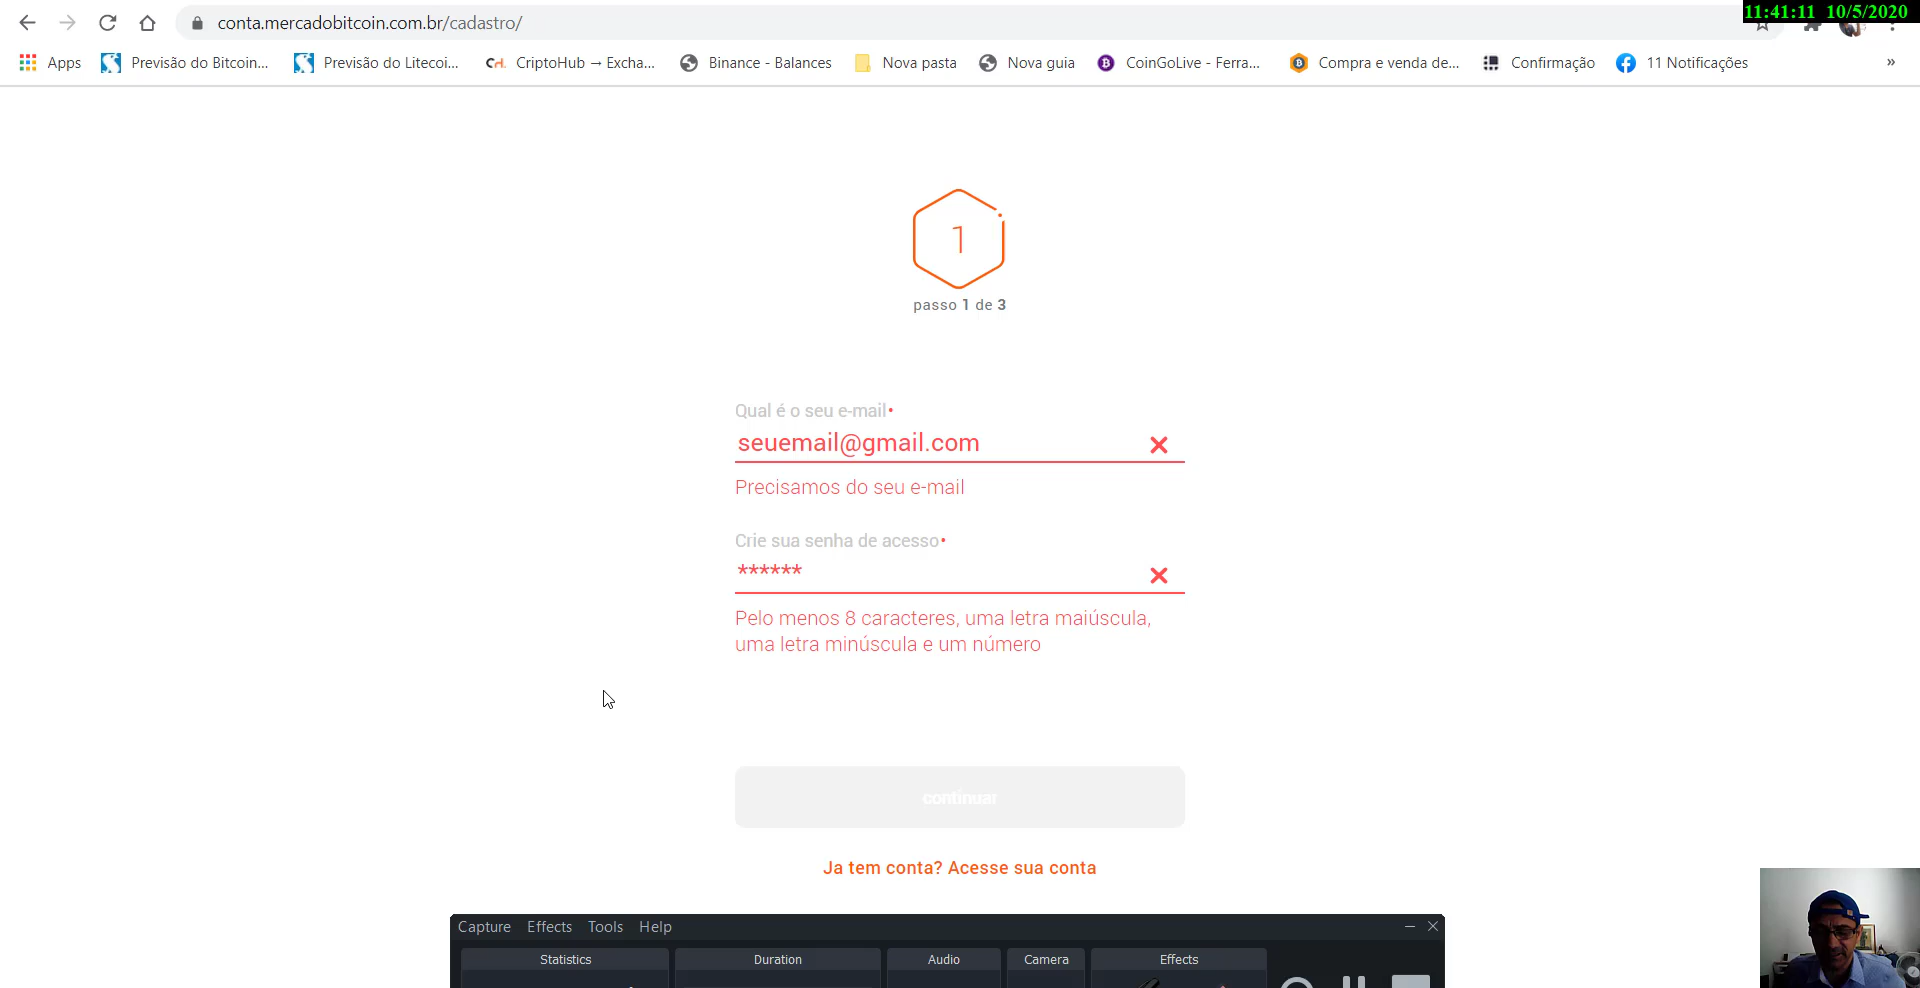 conta.mercadobitcoin.com.br/cadastro/
11:41:11 10/5/2020
Apps
Previsão do Bitcoin...
Previsão do Litecoi...
CriptoHub → Excha...
Binance - Balances
Nova pasta
Nova guia
CoinGoLive - Ferra...
Compra e venda de...
Confirmação
11 Notificações
»
1
passo 1 de 3
Qual é o seu e-mail•
seuemail@gmail.com
Precisamos do seu e-mail
Crie sua senha de acesso•
******
Pelo menos 8 caracteres, uma letra maiúscula,
uma letra minúscula e um número
continuar
Ja tem conta? Acesse sua conta
Capture Effects Tools Help
Statistics Duration Audio Camera Effects